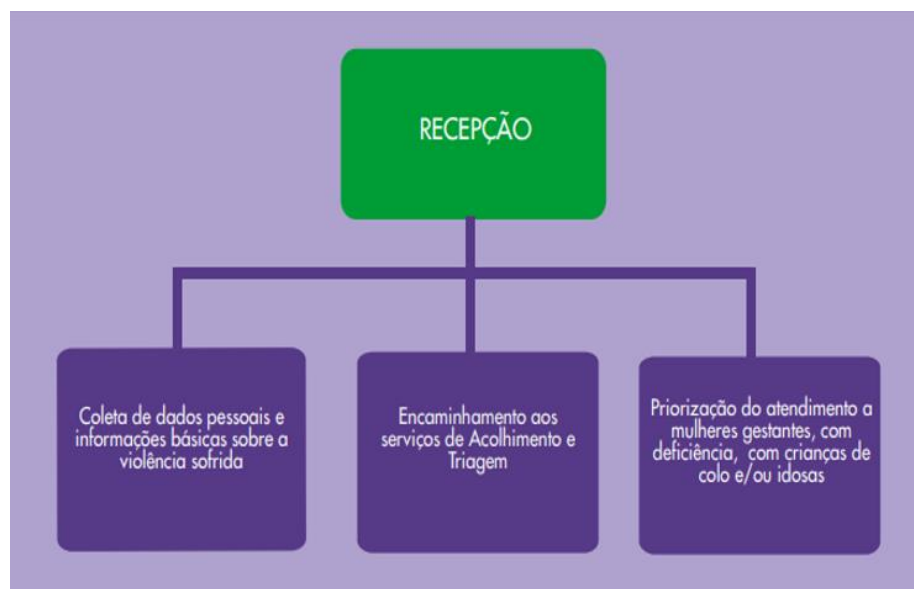 RECEPÇÃO
Coleta de dados pessoais e
informações básicas sobre a
violência sofrida
Encaminhamento aos
serviços de Acolhimento e
Triagem
Priorização do atendimento a
mulheres gestantes, com
deficiência, com crianças de
colo e/ou idosas